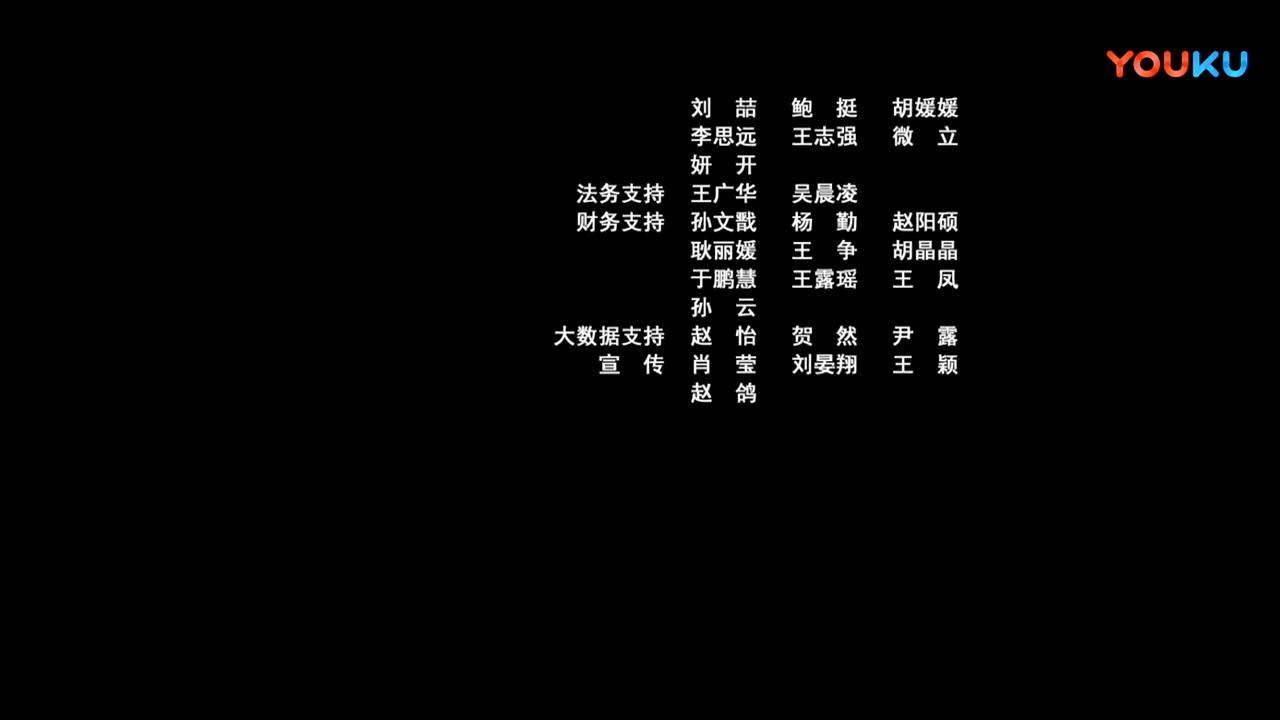 YOUKU
刘　喆　鲍　挺　胡媛媛
李思远　王志强　微　立
妍　开
法务支持　王广华　吴晨凌
财务支持　孙文戬　杨　勤　赵阳硕
耿丽媛　王　争　胡晶晶
于鹏慧　王露瑶　王　凤
孙　云
大数据支持　赵　怡　贺　然　尹　露
宣　传　肖　莹　刘晏翔　王　颖
赵　鸽